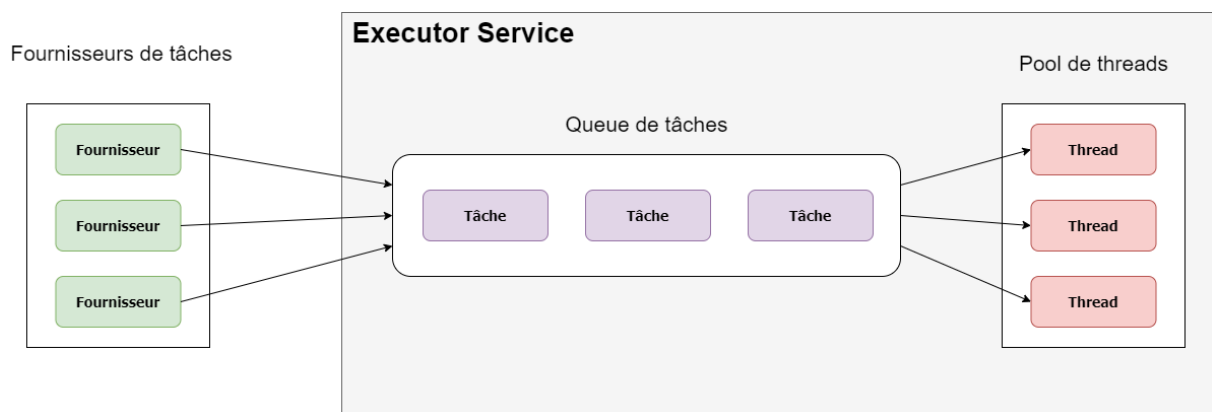 Executor Service
Fournisseurs de tâches
Pool de threads
Queue de tâches
Fournisseur
Fournisseur
Fournisseur
Tâche
Tâche
Tâche
Thread
Thread
Thread